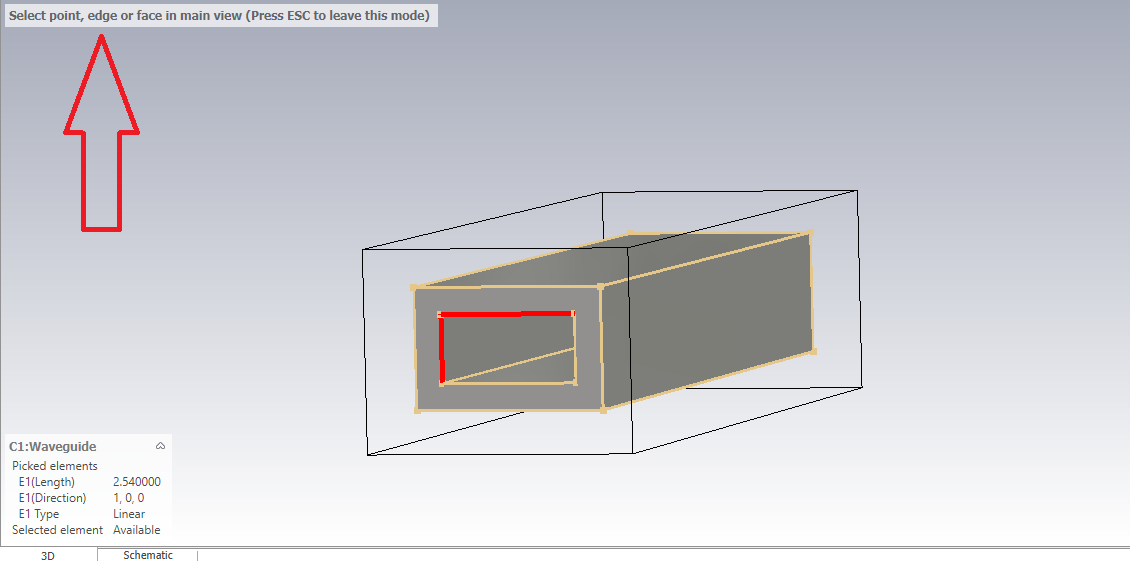 Select point, edge or face in main view (Press ESC to leave this mode)
C1:Waveguide
Picked elements
E1(Length) 2.540000
E1(Direction) 1, 0, 0
E1 Type Linear
Selected element Available
3D Schematic